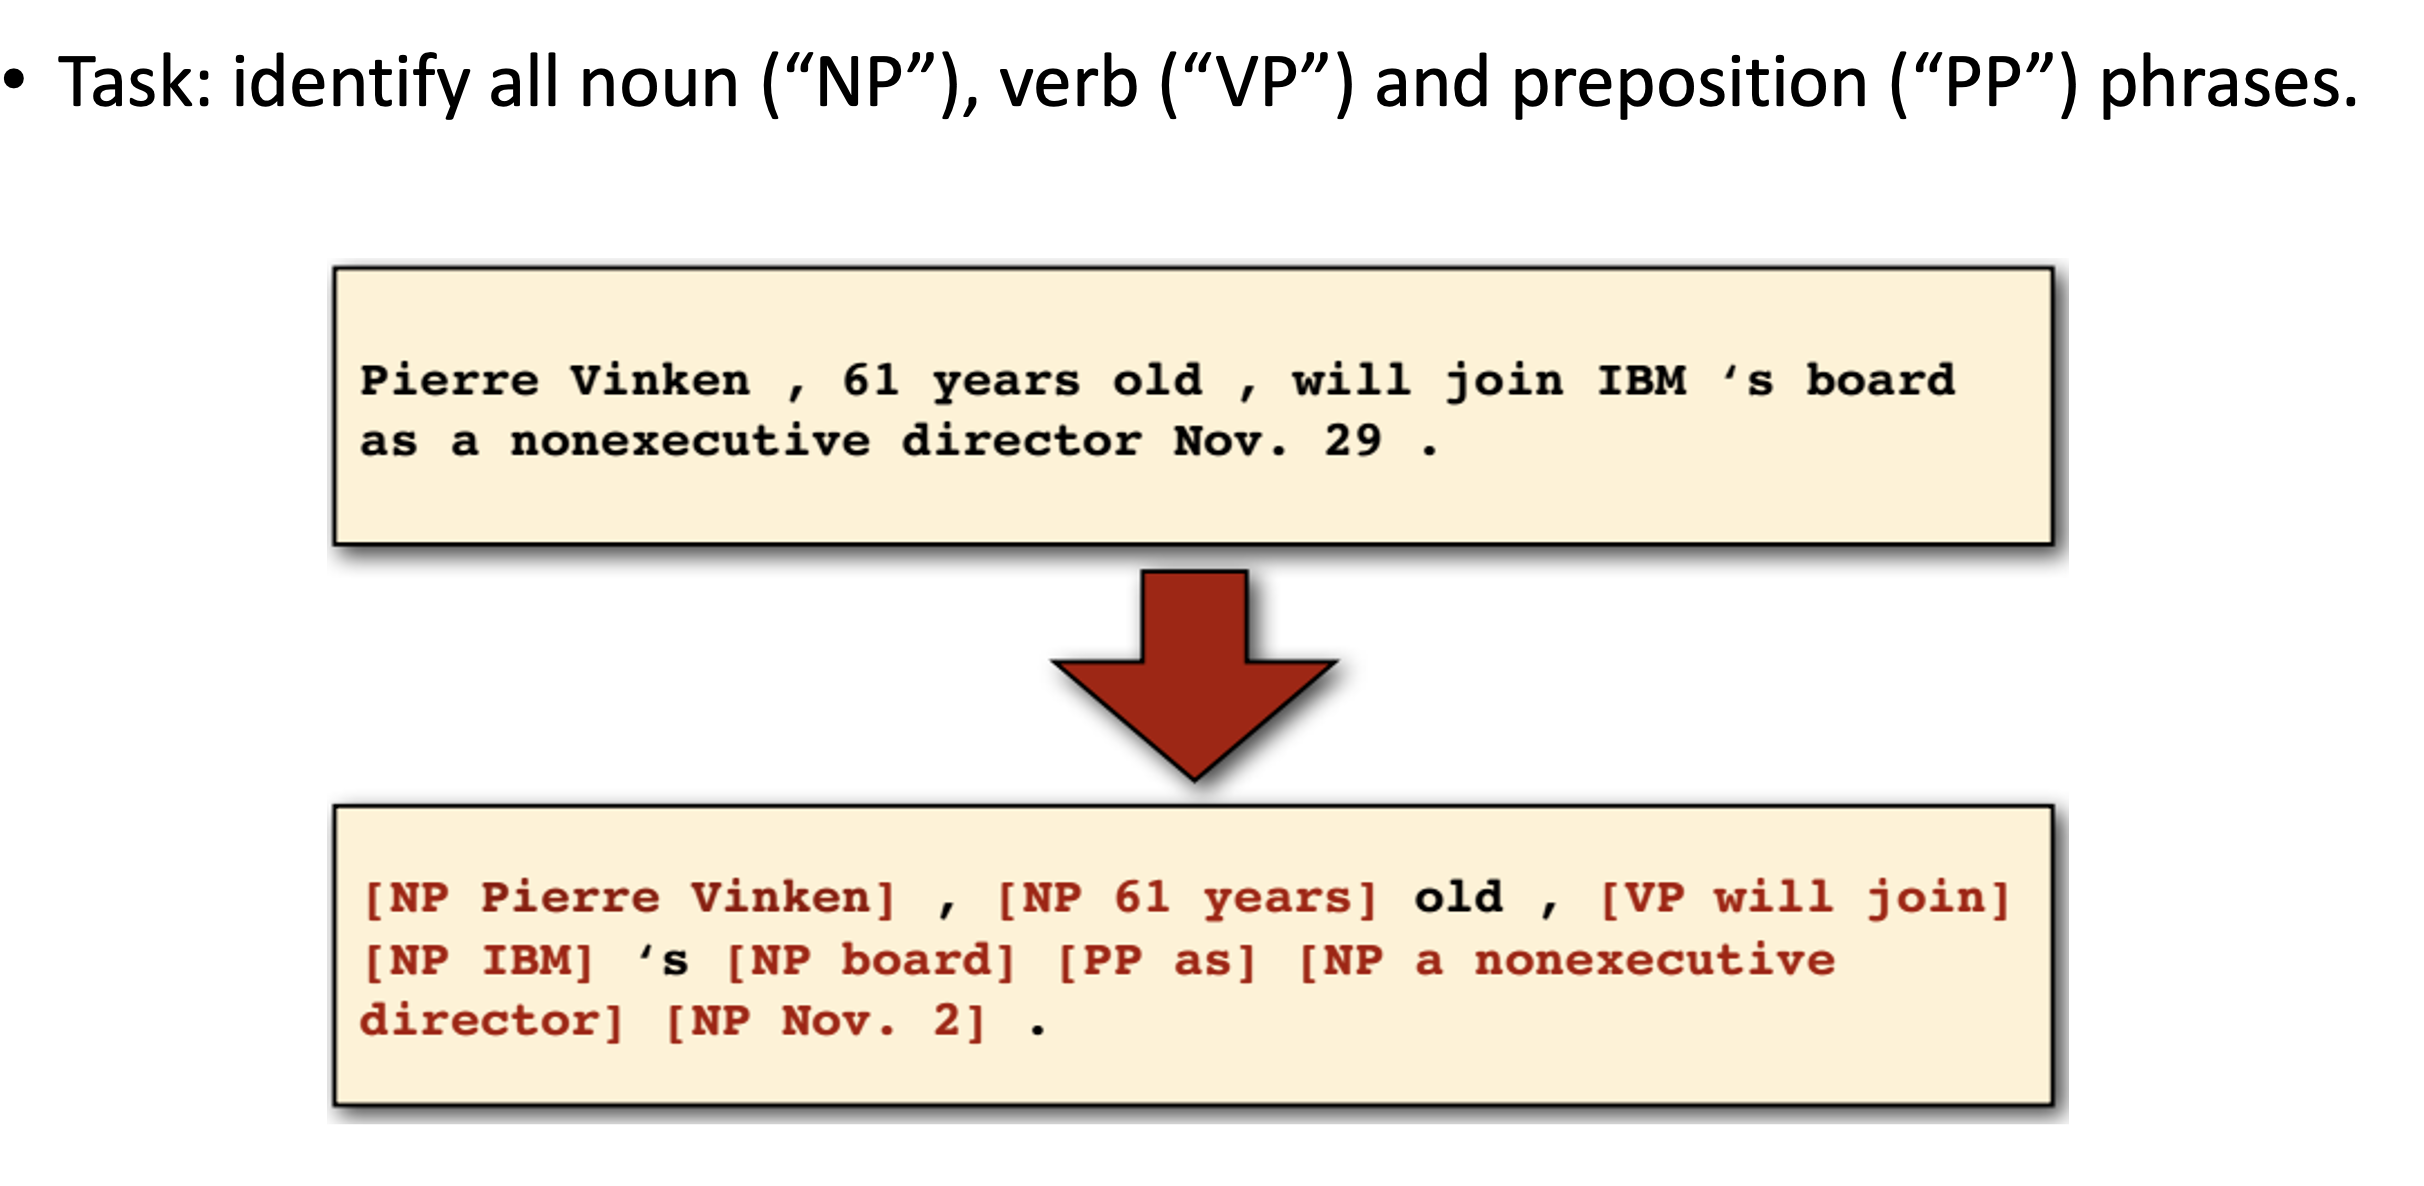 • Task: identify all noun (“NP”), verb (“VP”) and preposition (“PP”) phrases.
Pierre Vinken , 61 years old , will join IBM ‘s board
as a nonexecutive director Nov. 29 .
[NP Pierre Vinken] , [NP 61 years] old , [VP will join]
[NP IBM] ‘s [NP board] [PP as] [NP a nonexecutive
director] [NP Nov. 2] .